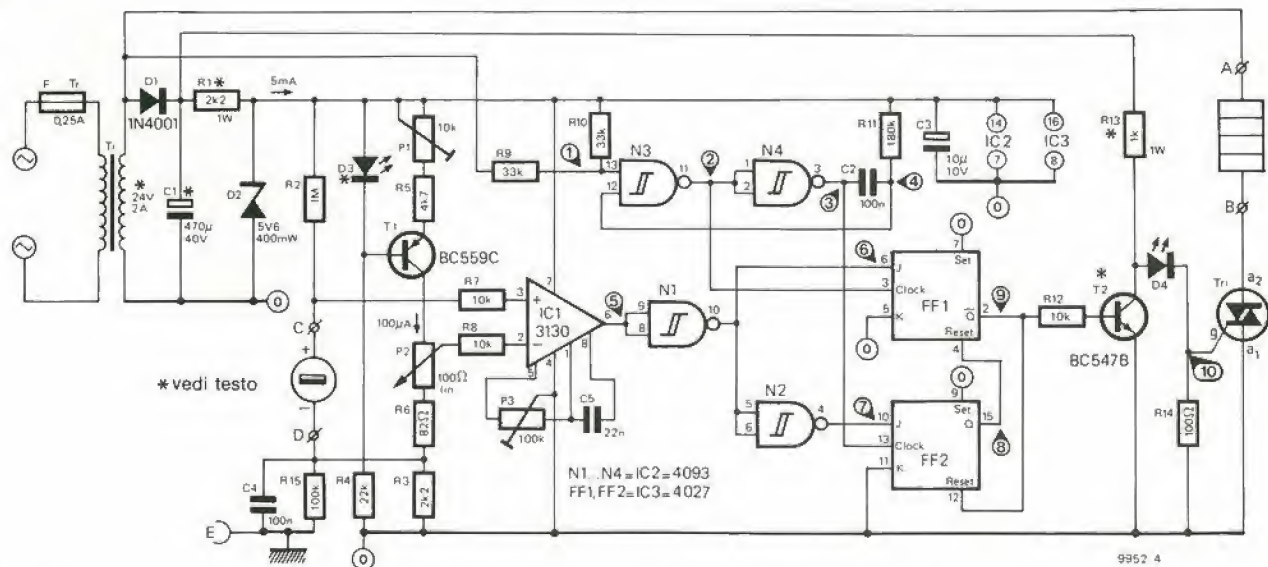 F
Tr
0,25A
Tr
*
24V
2A
D1
1N4001
C1*
470µ
40V
R1*
2k2
1W
D2
5V6
400mW
5mA
R2
1M
D3
*
10k
P1
R5
4k7
T1
BC559C
R9
33k
R10
33k
1
13
12
N3
11
2
1
2
N4
3
3
C2
100n
R11
180k
4
C3
10µ
10V
14
IC2
7
16
IC3
8
0
R13
*
1k
1W
A
B
0
C
+
D
*vedi testo
R7
10k
R8
10k
100µA
P2
100Ω
lin
R6
82Ω
3
+
2
IC1
3130
7
6
5
4
1
8
5
P3
100k
C5
22n
9
8
N1
10
5
6
N2
4
0
7
Set
6
6
J
Clock
3
5
K
FF1
Q
2
9
Reset
4
0
0
9
Set
7
10
J
13
Clock
11
K
FF2
Q
15
8
Reset
12
R12
10k
*
T2
BC547B
D4
Tri
a2
a1
g
10
R14
100Ω
C4
100n
E
R15
100k
R4
22k
R3
2k2
0
N1...N4=IC2=4093
FF1,FF2=IC3=4027
9952 4